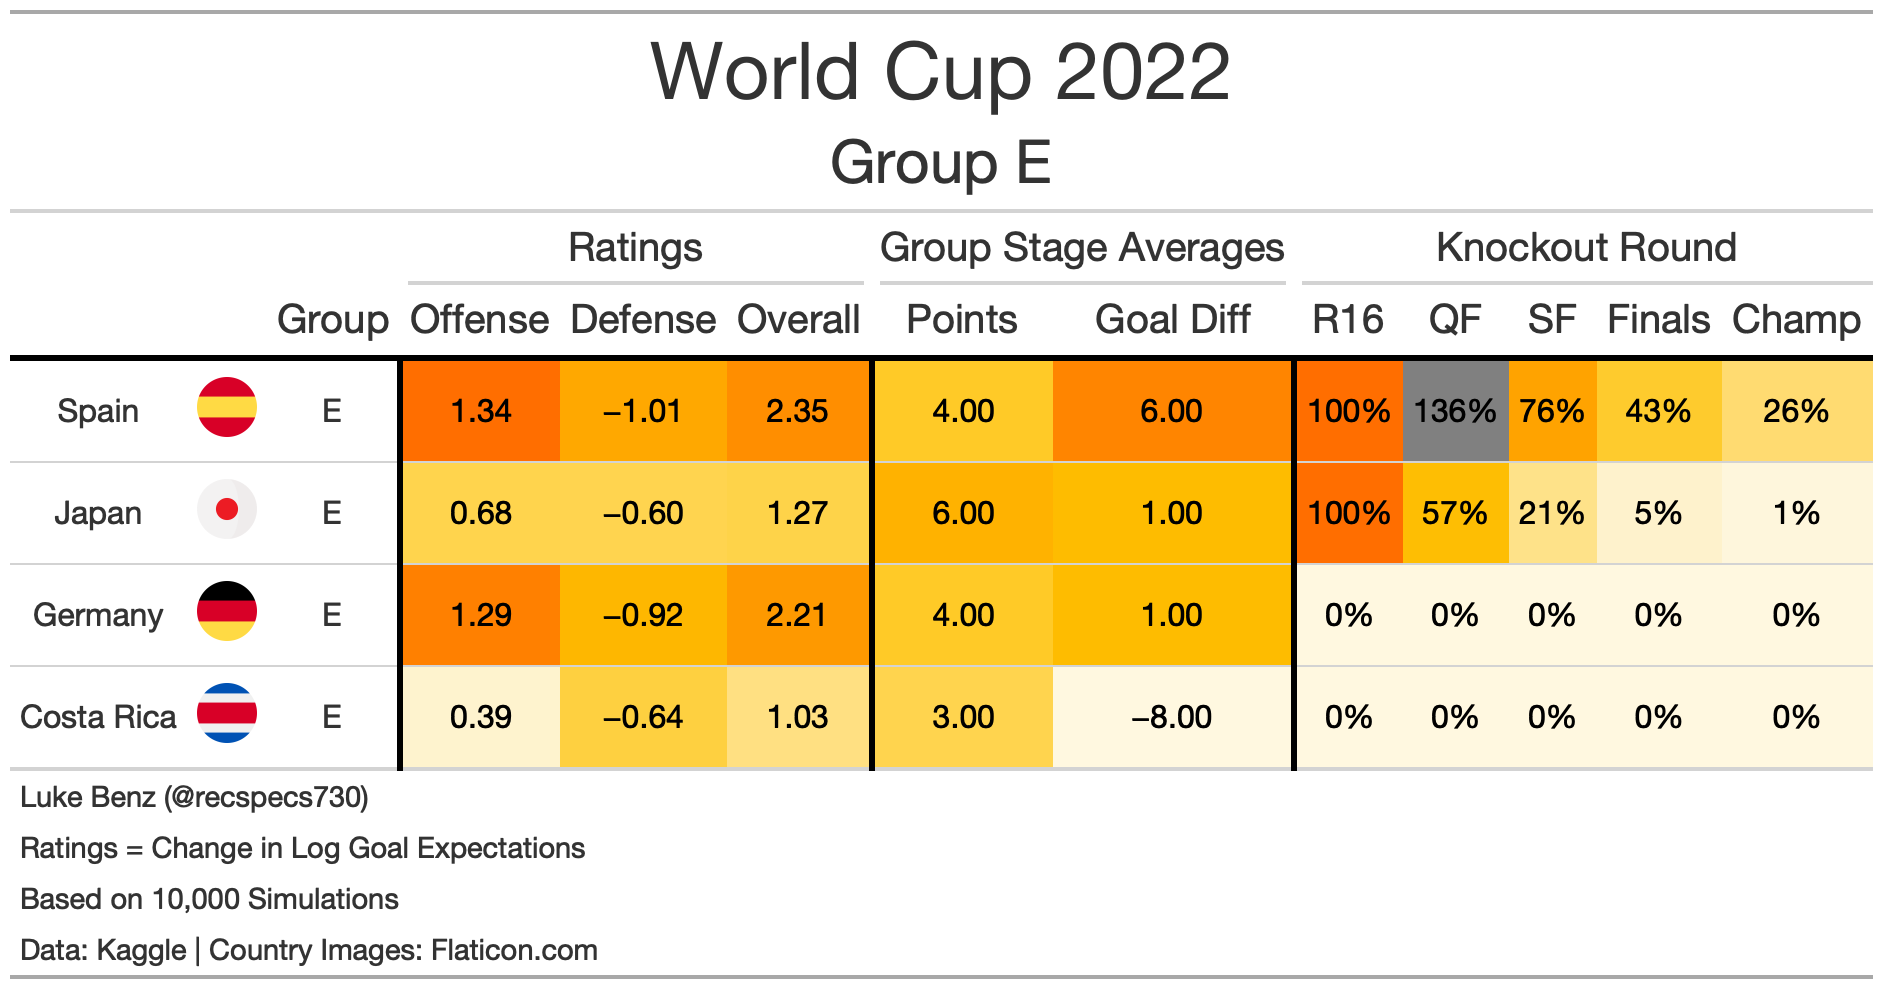 World Cup 2022
Group E
Ratings Group Stage Averages Knockout Round
Group Offense Defense Overall Points Goal Diff R16 QF SF Finals Champ
Spain E 1.34 −1.01 2.35 4.00 6.00 100% 136% 76% 43% 26%
Japan E 0.68 −0.60 1.27 6.00 1.00 100% 57% 21% 5% 1%
Germany E 1.29 −0.92 2.21 4.00 1.00 0% 0% 0% 0% 0%
Costa Rica E 0.39 −0.64 1.03 3.00 −8.00 0% 0% 0% 0% 0%
Luke Benz (@recspecs730)
Ratings = Change in Log Goal Expectations
Based on 10,000 Simulations
Data: Kaggle | Country Images: Flaticon.com